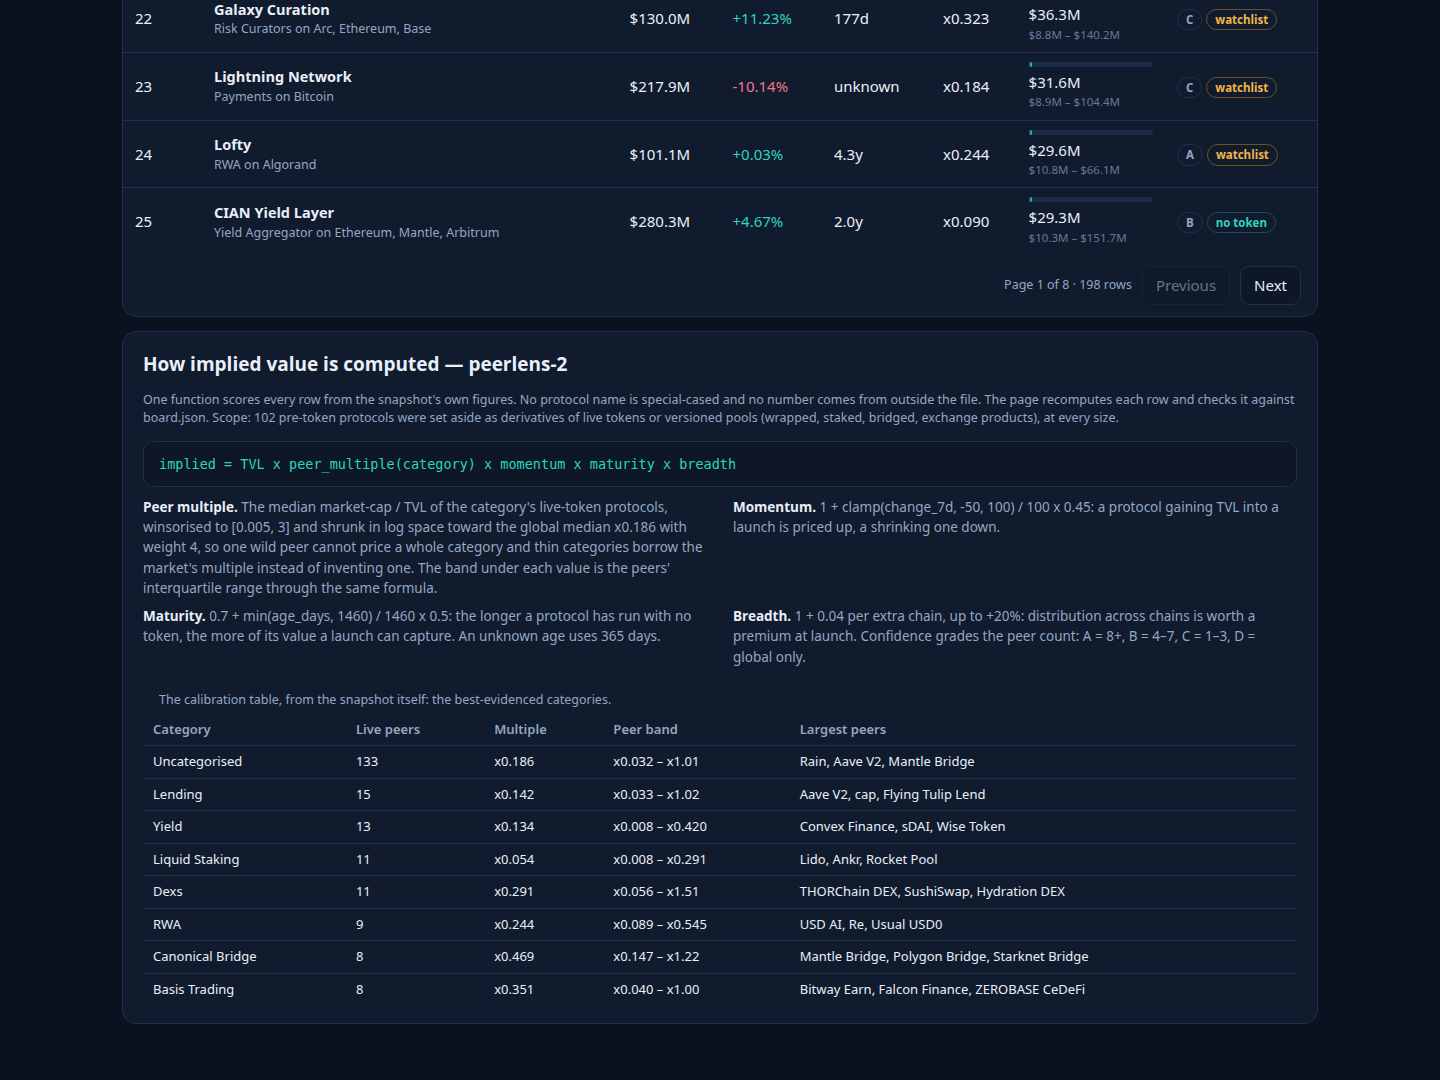 22 Galaxy Curation $130.0M +11.23% 177d x0.323 $36.3M C watchlist
Risk Curators on Arc, Ethereum, Base $8.8M – $140.2M
23 Lightning Network $217.9M -10.14% unknown x0.184 $31.6M C watchlist
Payments on Bitcoin $8.9M – $104.4M
24 Lofty $101.1M +0.03% 4.3y x0.244 $29.6M A watchlist
RWA on Algorand $10.8M – $66.1M
25 CIAN Yield Layer $280.3M +4.67% 2.0y x0.090 $29.3M B no token
Yield Aggregator on Ethereum, Mantle, Arbitrum $10.3M – $151.7M
Page 1 of 8 · 198 rows Previous Next
How implied value is computed — peerlens-2
One function scores every row from the snapshot's own figures. No protocol name is special-cased and no number comes from outside the file. The page recomputes each row and checks it against
board.json. Scope: 102 pre-token protocols were set aside as derivatives of live tokens or versioned pools (wrapped, staked, bridged, exchange products), at every size.
implied = TVL x peer_multiple(category) x momentum x maturity x breadth
Peer multiple. The median market-cap / TVL of the category's live-token protocols,
winsorised to [0.005, 3] and shrunk in log space toward the global median x0.186 with
weight 4, so one wild peer cannot price a whole category and thin categories borrow the
market's multiple instead of inventing one. The band under each value is the peers'
interquartile range through the same formula.
Momentum. 1 + clamp(change_7d, -50, 100) / 100 x 0.45: a protocol gaining TVL into a
launch is priced up, a shrinking one down.
Maturity. 0.7 + min(age_days, 1460) / 1460 x 0.5: the longer a protocol has run with no
token, the more of its value a launch can capture. An unknown age uses 365 days.
Breadth. 1 + 0.04 per extra chain, up to +20%: distribution across chains is worth a
premium at launch. Confidence grades the peer count: A = 8+, B = 4–7, C = 1–3, D =
global only.
The calibration table, from the snapshot itself: the best-evidenced categories.
Category Live peers Multiple Peer band Largest peers
Uncategorised 133 x0.186 x0.032 – x1.01 Rain, Aave V2, Mantle Bridge
Lending 15 x0.142 x0.033 – x1.02 Aave V2, cap, Flying Tulip Lend
Yield 13 x0.134 x0.008 – x0.420 Convex Finance, sDAI, Wise Token
Liquid Staking 11 x0.054 x0.008 – x0.291 Lido, Ankr, Rocket Pool
Dexs 11 x0.291 x0.056 – x1.51 THORChain DEX, SushiSwap, Hydration DEX
RWA 9 x0.244 x0.089 – x0.545 USD AI, Re, Usual USD0
Canonical Bridge 8 x0.469 x0.147 – x1.22 Mantle Bridge, Polygon Bridge, Starknet Bridge
Basis Trading 8 x0.351 x0.040 – x1.00 Bitway Earn, Falcon Finance, ZEROBASE CeDeFi